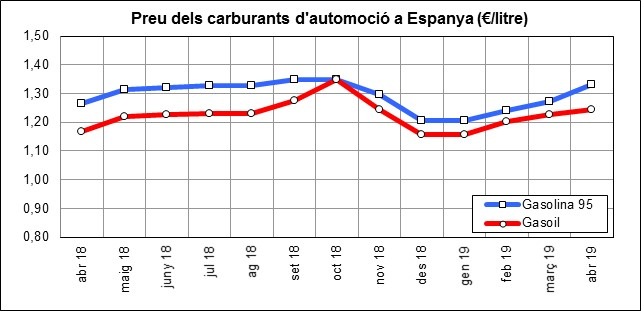 Preu dels carburants d'automoció a Espanya (€/litre)
1,50
1,40
1,30
1,20
1,10
1,00
0,90
0,80
Gasolina 95
Gasoil
abr 18
maig 18
juny 18
jul 18
ag 18
set 18
oct 18
nov 18
des 18
gen 19
feb 19
març 19
abr 19